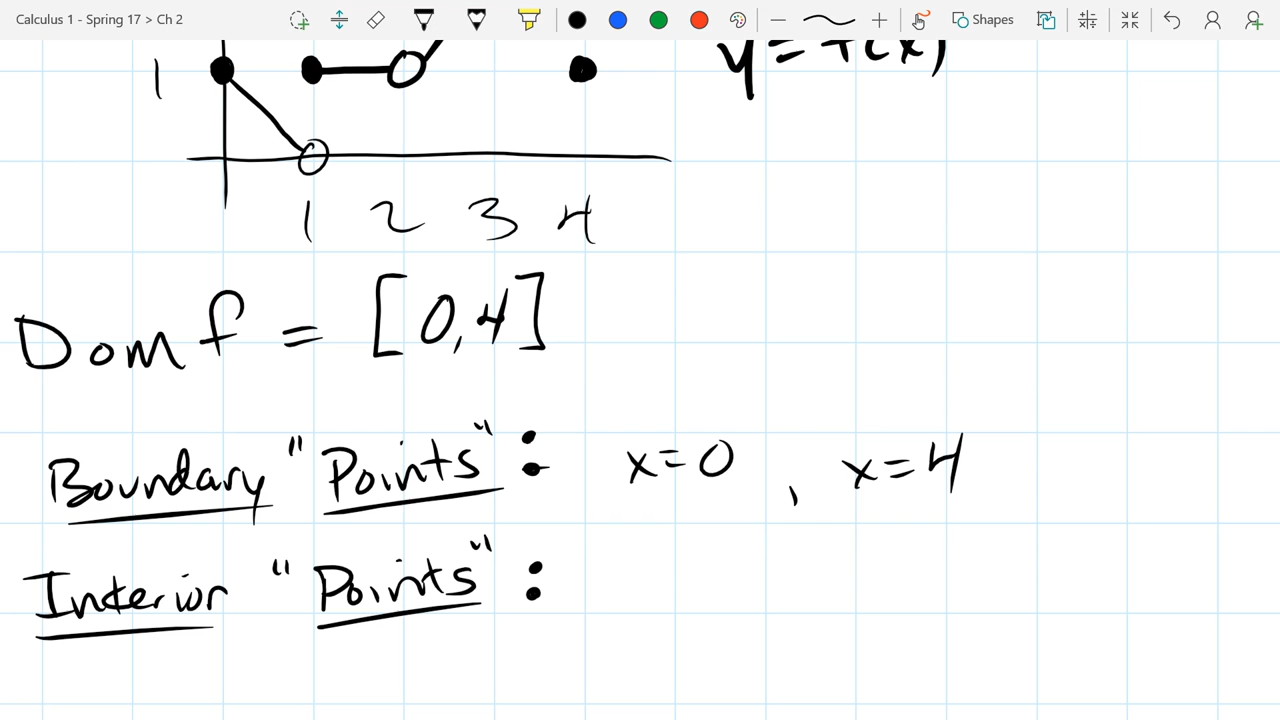 Calculus 1 - Spring 17 > Ch 2
Shapes
1
y = f(x)
1 2 3 4
Dom f = [0,4]
Boundary "Points" : x=0 , x=4
Interior "Points" :